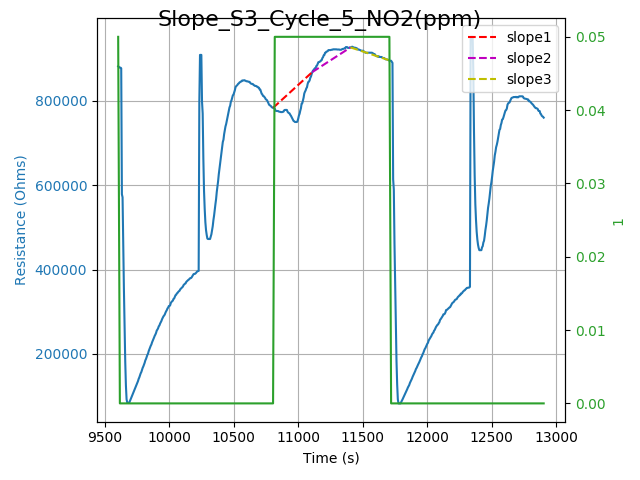 Slope_S3_Cycle_5_NO2(ppm)
slope1
slope2
slope3
Resistance (Ohms)
800000
600000
400000
200000
0.05
0.04
0.03
0.02
0.01
0.00
1
9500 10000 10500 11000 11500 12000 12500 13000
Time (s)